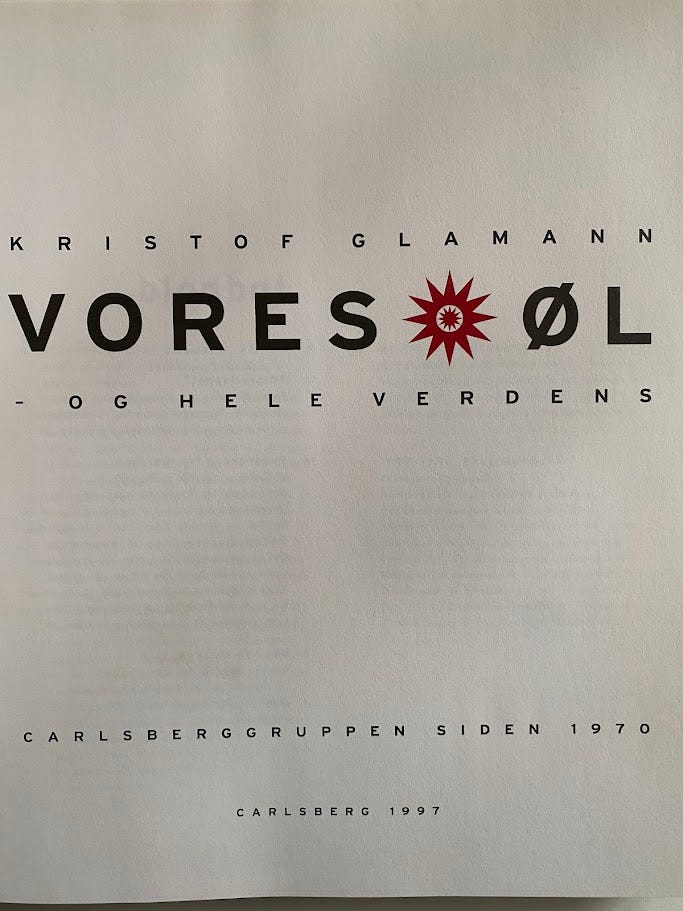 KRISTOF GLAMANN
VORES ØL
- OG HELE VERDENS
CARLSBERGGRUPPEN SIDEN 1970
CARLSBERG 1997